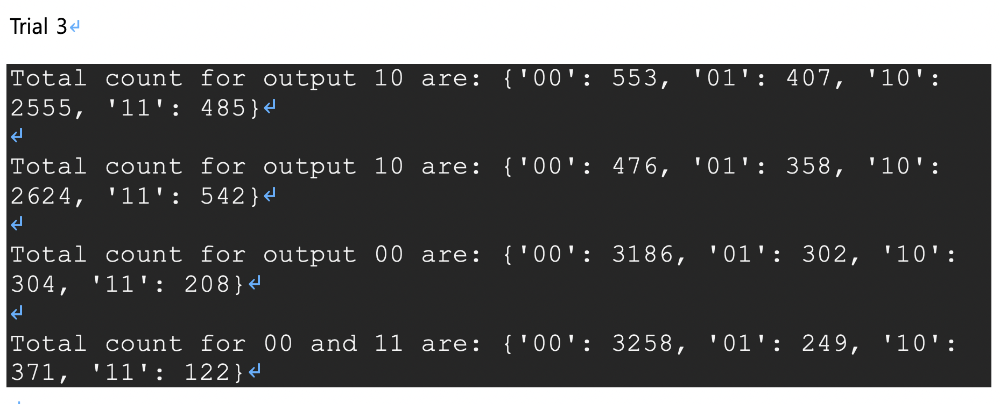 Trial 3
Total count for output 10 are: {'00': 553, '01': 407, '10':
2555, '11': 485}
Total count for output 10 are: {'00': 476, '01': 358, '10':
2624, '11': 542}
Total count for output 00 are: {'00': 3186, '01': 302, '10':
304, '11': 208}
Total count for 00 and 11 are: {'00': 3258, '01': 249, '10':
371, '11': 122}